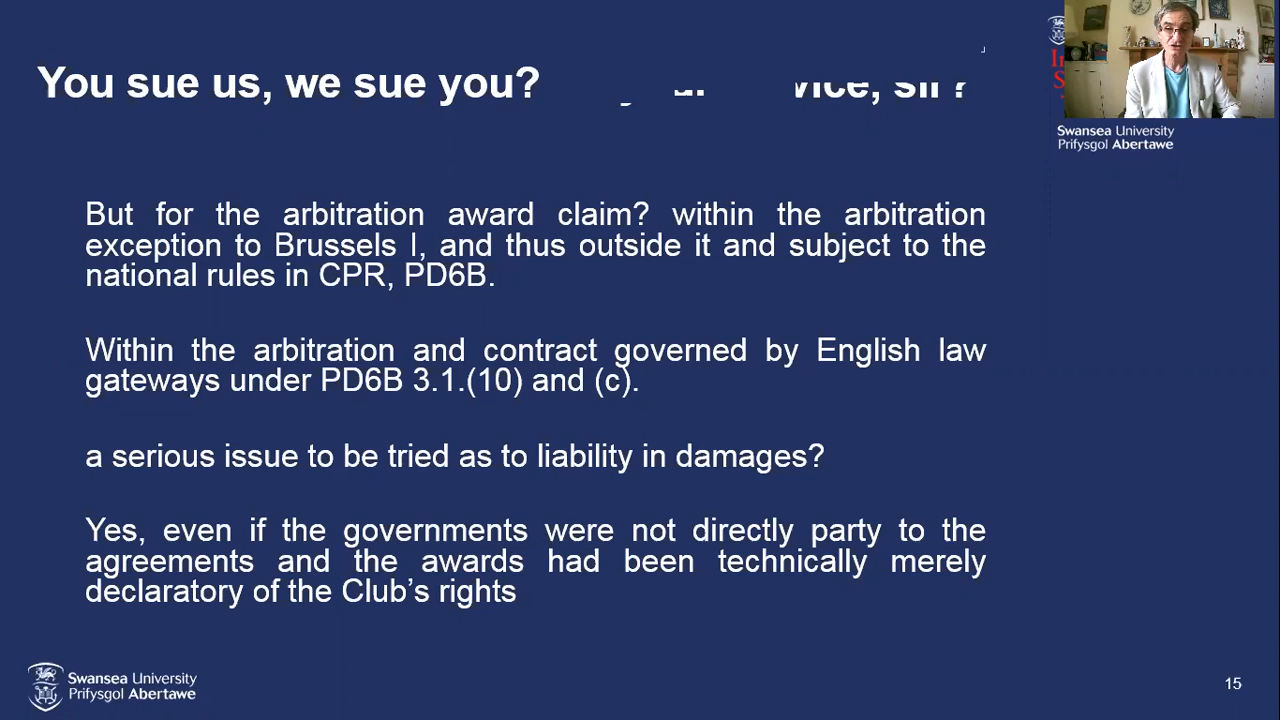 You sue us, we sue you?
Swansea University
Prifysgol Abertawe
But for the arbitration award claim? within the arbitration
exception to Brussels I, and thus outside it and subject to the
national rules in CPR, PD6B.
Within the arbitration and contract governed by English law
gateways under PD6B 3.1.(10) and (c).
a serious issue to be tried as to liability in damages?
Yes, even if the governments were not directly party to the
agreements and the awards had been technically merely
declaratory of the Club’s rights
Swansea University
Prifysgol Abertawe
15